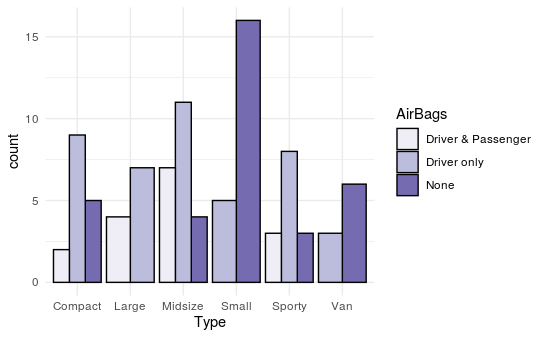 15
10
5
0
count
Compact Large Midsize Small Sporty Van
Type
AirBags
Driver & Passenger
Driver only
None